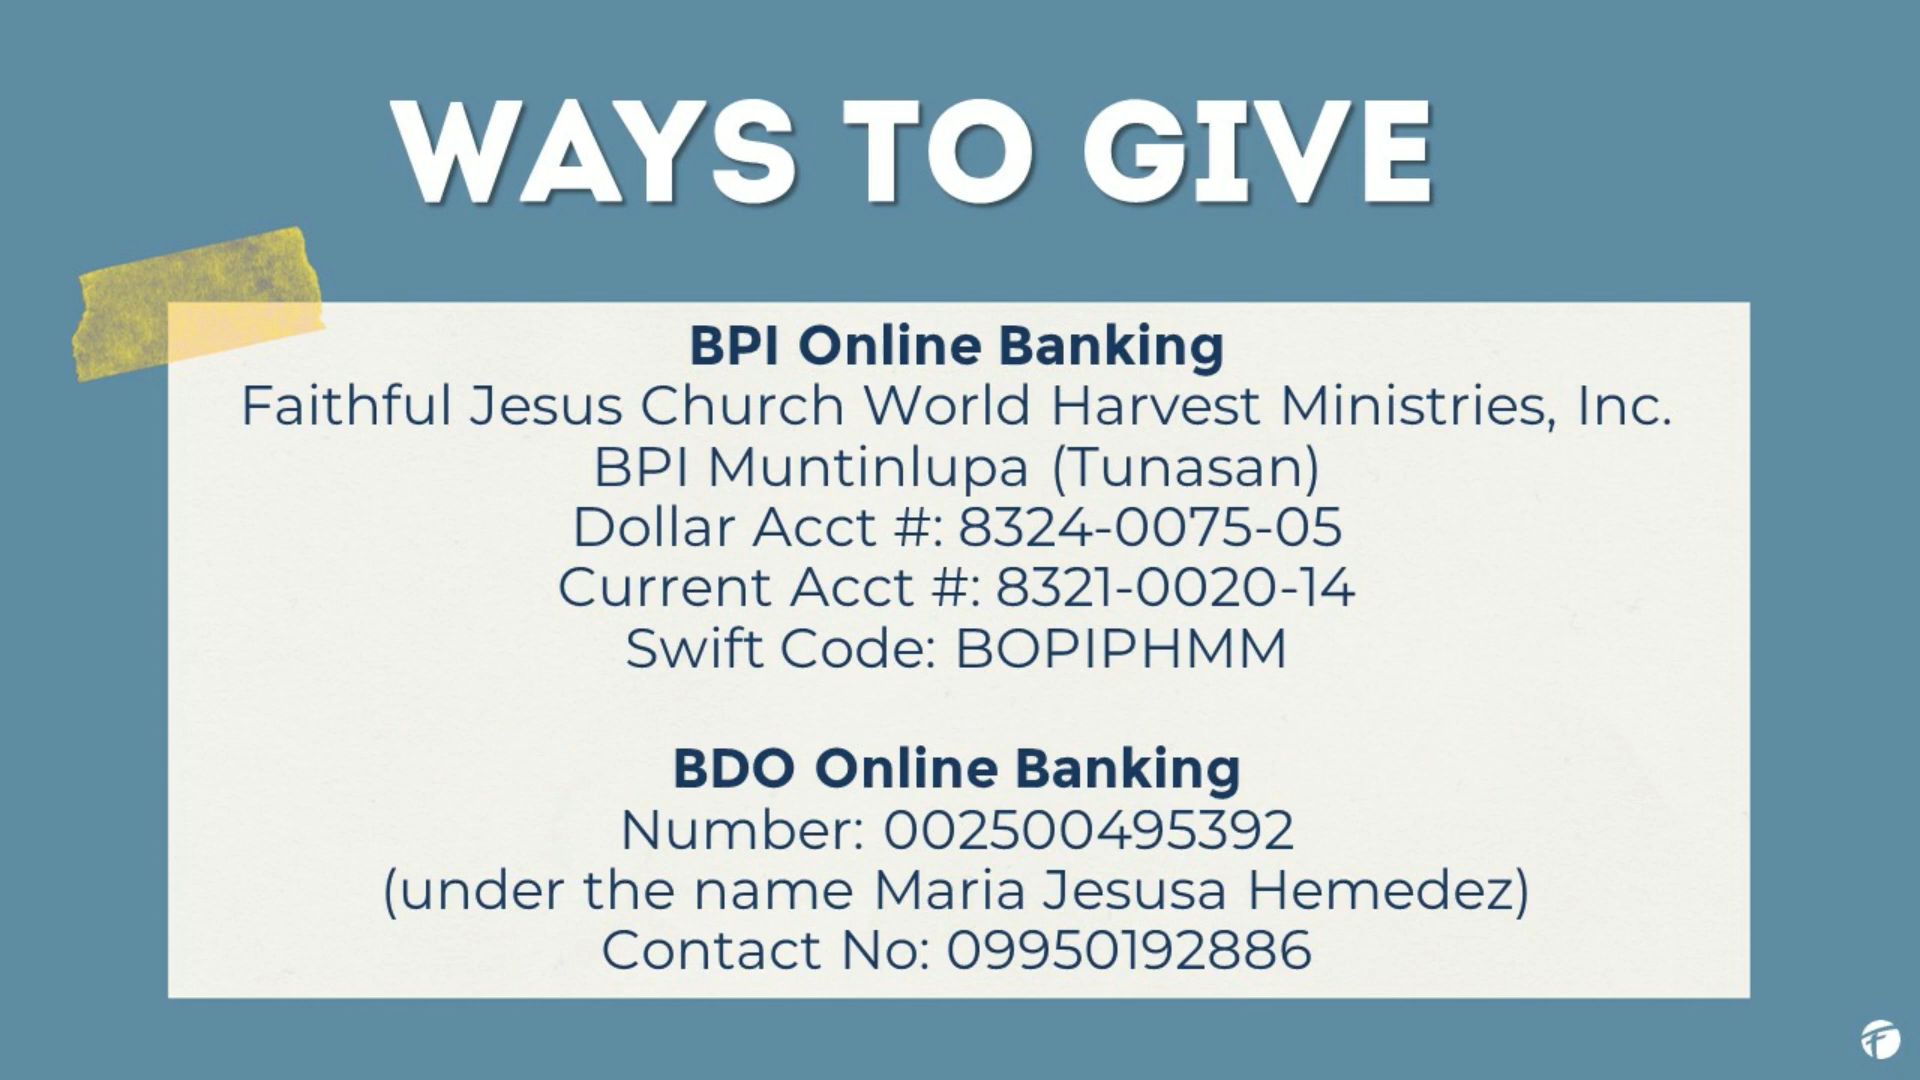 WAYS TO GIVE
BPI Online Banking
Faithful Jesus Church World Harvest Ministries, Inc.
BPI Muntinlupa (Tunasan)
Dollar Acct #: 8324-0075-05
Current Acct #: 8321-0020-14
Swift Code: BOPIPHMM
BDO Online Banking
Number: 002500495392
(under the name Maria Jesusa Hemedez)
Contact No: 09950192886